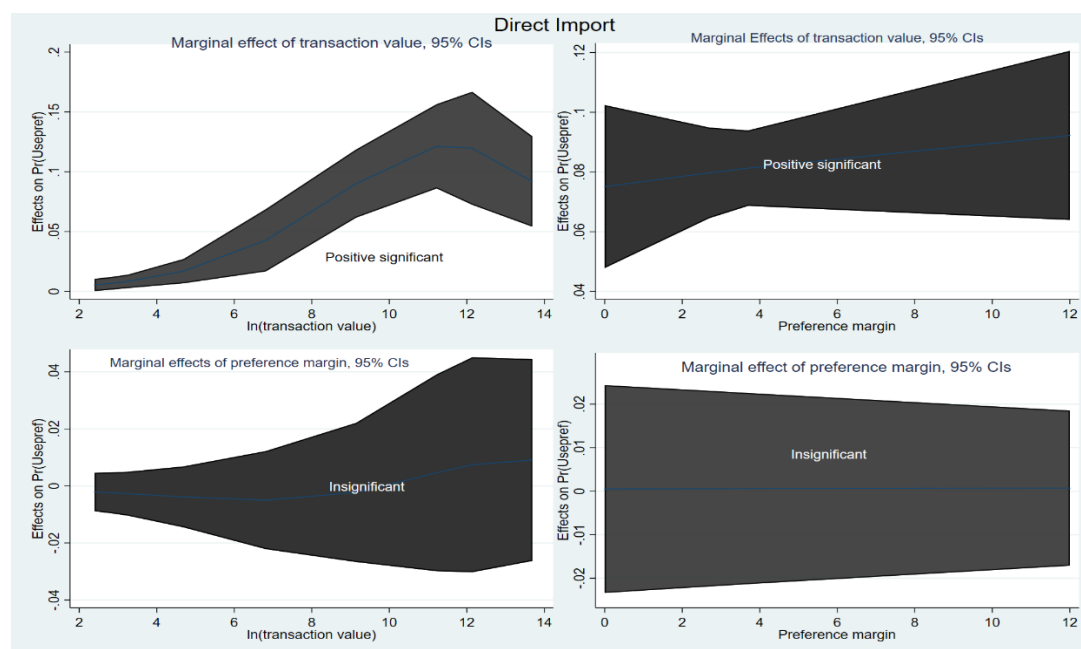 Direct Import
Marginal effect of transaction value, 95% CIs
Effects on Pr(Usepref)
.2
.15
.1
.05
0
Positive significant
2 4 6 8 10 12 14
ln(transaction value)
Marginal Effects of transaction value, 95% CIs
Effects on Pr(Usepref)
.12
.1
.08
.06
.04
Positive significant
0 2 4 6 8 10 12
Preference margin
Marginal effects of preference margin, 95% CIs
Effects on Pr(Usepref)
.04
.02
0
-.02
-.04
Insignificant
2 4 6 8 10 12 14
ln(transaction value)
Marginal effect of preference margin, 95% CIs
Effects on Pr(Usepref)
.02
.01
0
-.01
-.02
Insignificant
0 2 4 6 8 10 12
Preference margin